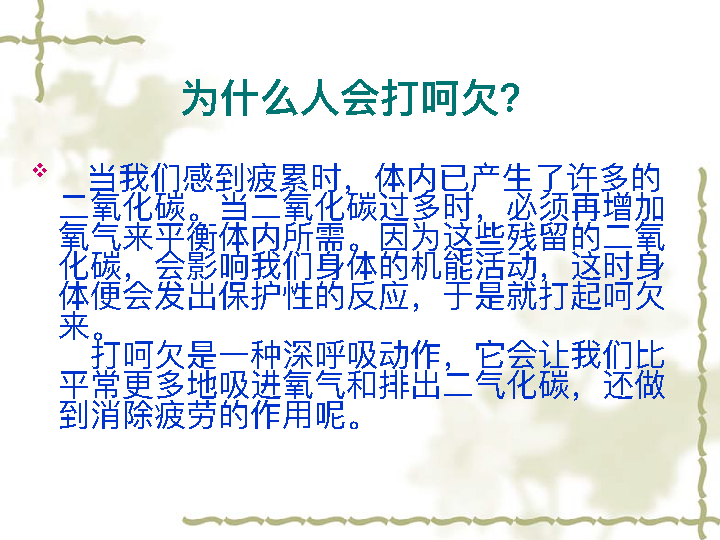 为什么人会打呵欠?
当我们感到疲累时，体内已产生了许多的
二氧化碳。当二氧化碳过多时，必须再增加
氧气来平衡体内所需。因为这些残留的二氧
化碳，会影响我们身体的机能活动，这时身
体便会发出保护性的反应，于是就打起呵欠
来。
打呵欠是一种深呼吸动作，它会让我们比
平常更多地吸进氧气和排出二气化碳，还做
到消除疲劳的作用呢。